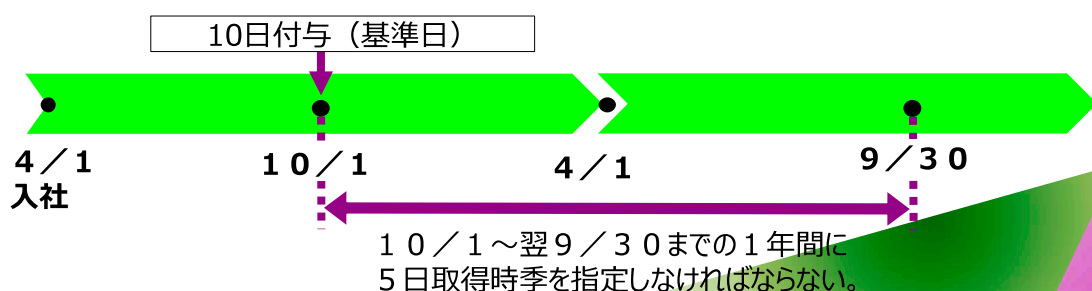 10日付与（基準日）
４／１
入社
１０／１
４／１
９／３０
１０／１～翌９／３０までの１年間に
５日取得時季を指定しなければならない。